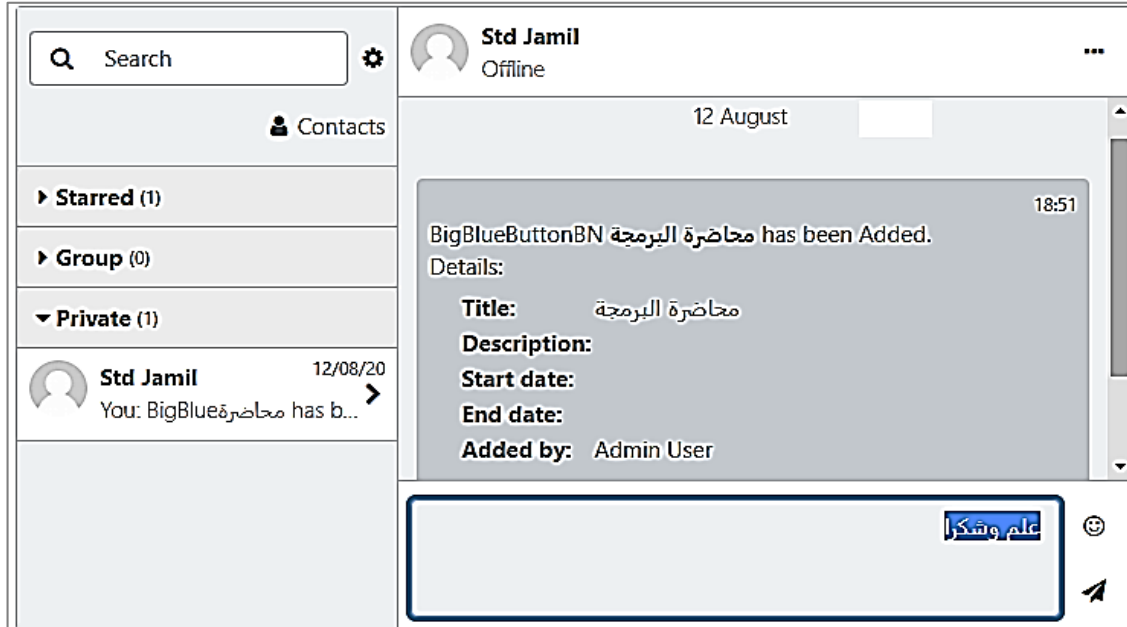 Search
Contacts
Starred (1)
Group (0)
Private (1)
Std Jamil
12/08/20
You: BigBlueمحاضرة has b...
Std Jamil
Offline
12 August
18:51
BigBlueButtonBN محاضرة البرمجة has been Added.
Details:
Title: محاضرة البرمجة
Description:
Start date:
End date:
Added by: Admin User
علم وشكرا